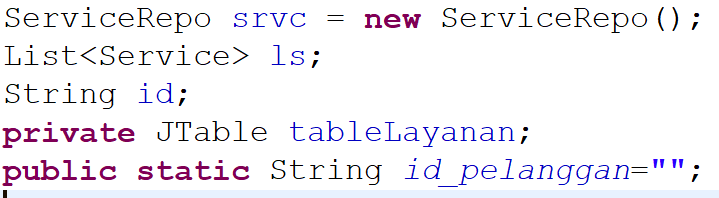 ServiceRepo srvc = new ServiceRepo();
List<Service> ls;
String id;
private JTable tableLayanan;
public static String id_pelanggan="";